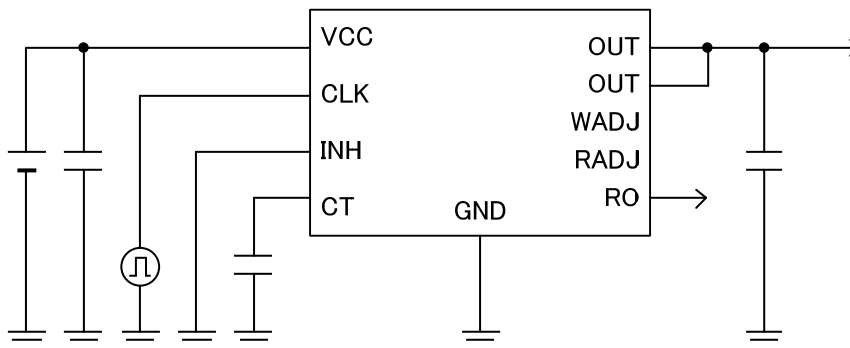 VCC
CLK
INH
CT
GND
OUT
OUT
WADJ
RADJ
RO